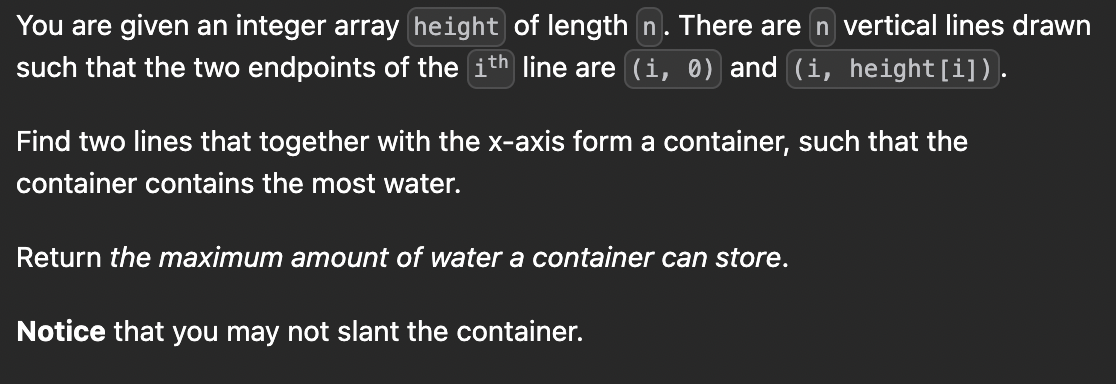 You are given an integer array height of length n. There are n vertical lines drawn
such that the two endpoints of the ith line are (i, 0) and (i, height[i]).
Find two lines that together with the x-axis form a container, such that the
container contains the most water.
Return the maximum amount of water a container can store.
Notice that you may not slant the container.